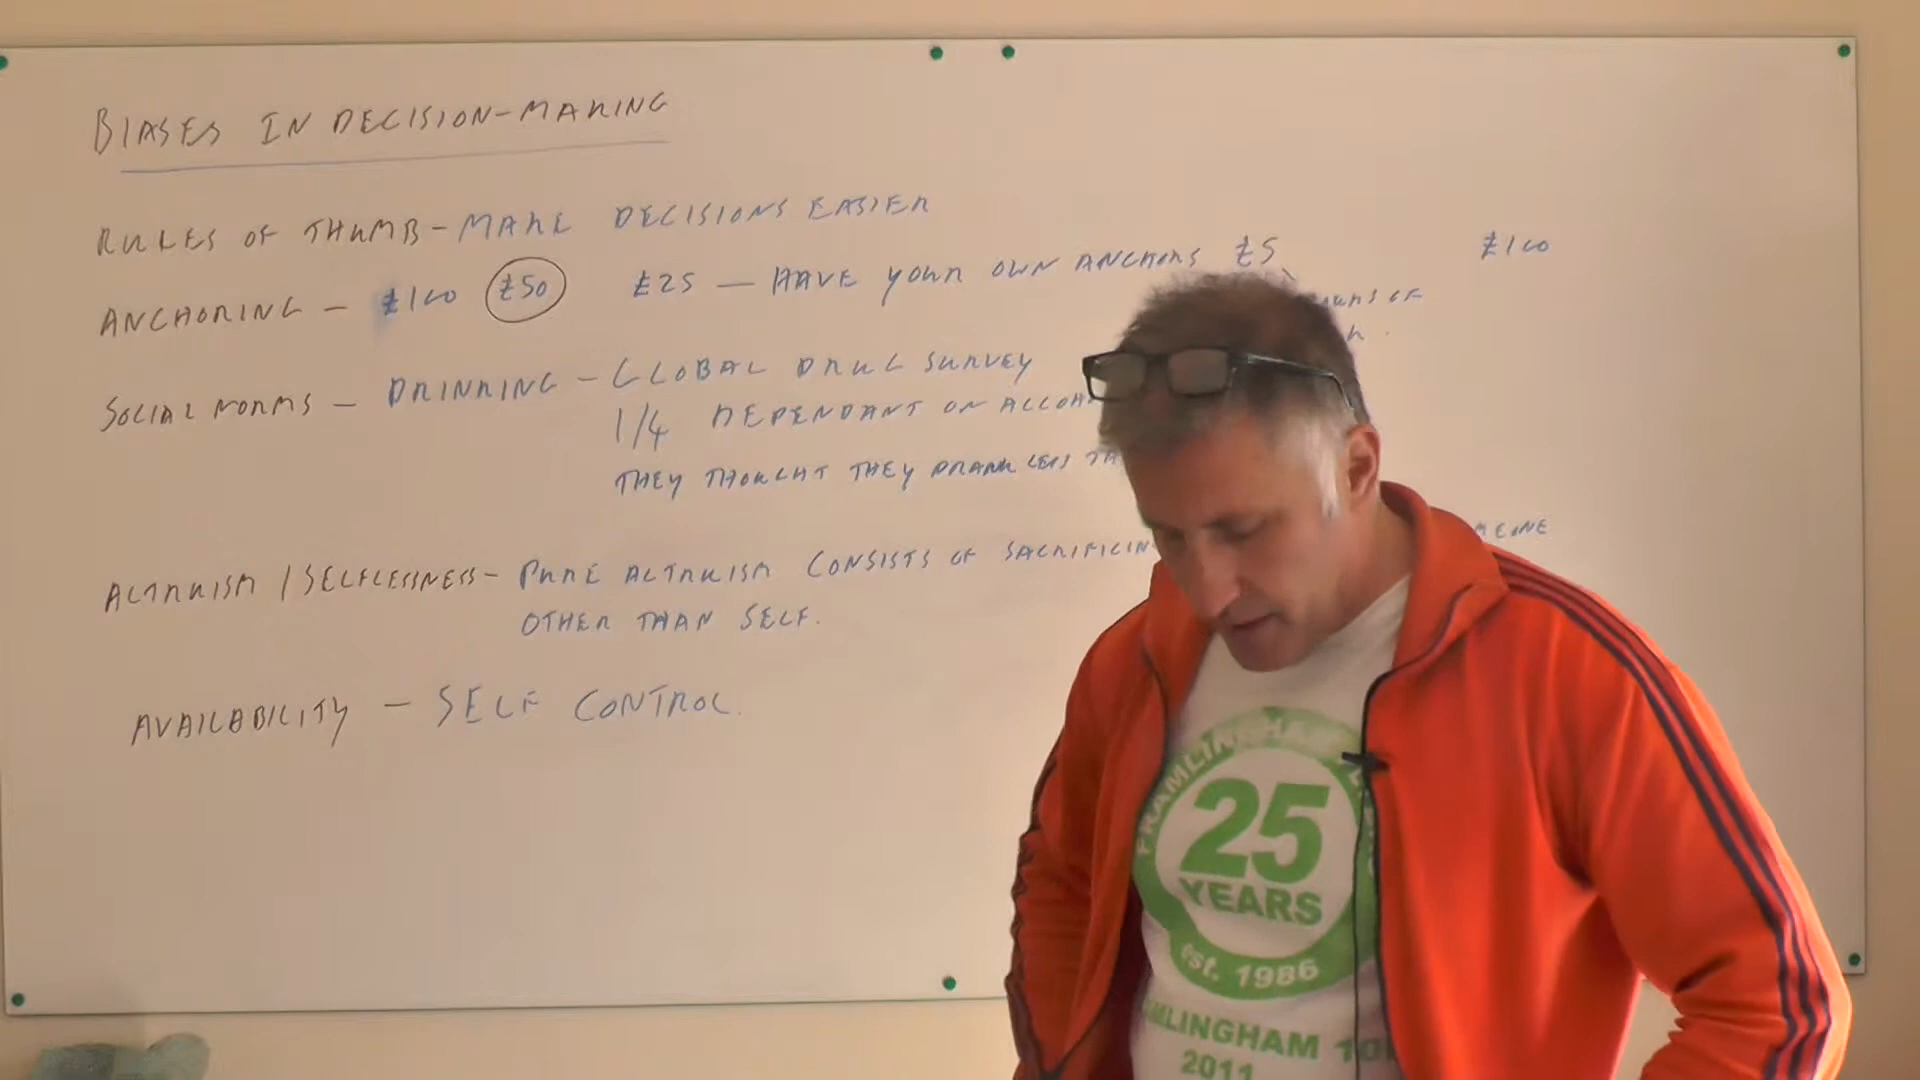 BIASES IN DECISION-MAKING
RULES OF THUMB - MAKE DECISIONS EASIER
ANCHORING - £100 £50 £25 — HAVE YOUR OWN ANCHORS £5 £100
OF
SOCIAL NORMS - DRINKING - GLOBAL DRUG SURVEY
1/4 DEPENDANT ON
THEY THOUGHT THEY DRANK LESS
ALTRUISM / SELFLESSNESS - PURE ALTRUISM CONSISTS OF
OTHER THAN SELF.
AVAILABILITY - SELF CONTROL.
FRAMLINGHAM
25
YEARS
est. 1986
2011